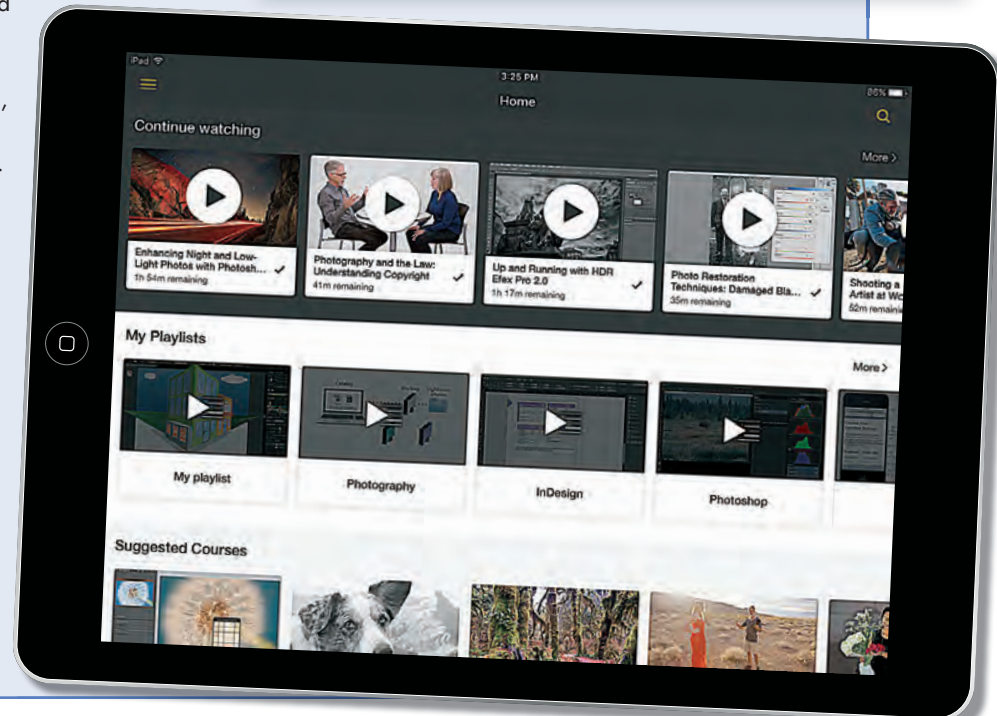 d
,
.
iPad
3:25 PM
86%
Home
Continue watching
More >
Enhancing Night and Low-
Light Photos with Photosh...
1h 54m remaining
Photography and the Law:
Understanding Copyright
41m remaining
Up and Running with HDR
Efex Pro 2.0
1h 17m remaining
Photo Restoration
Techniques: Damaged Bla...
35m remaining
Shooting a
Artist at Wo
52m remaini
My Playlists
More >
My playlist
Photography
InDesign
Photoshop
Suggested Courses